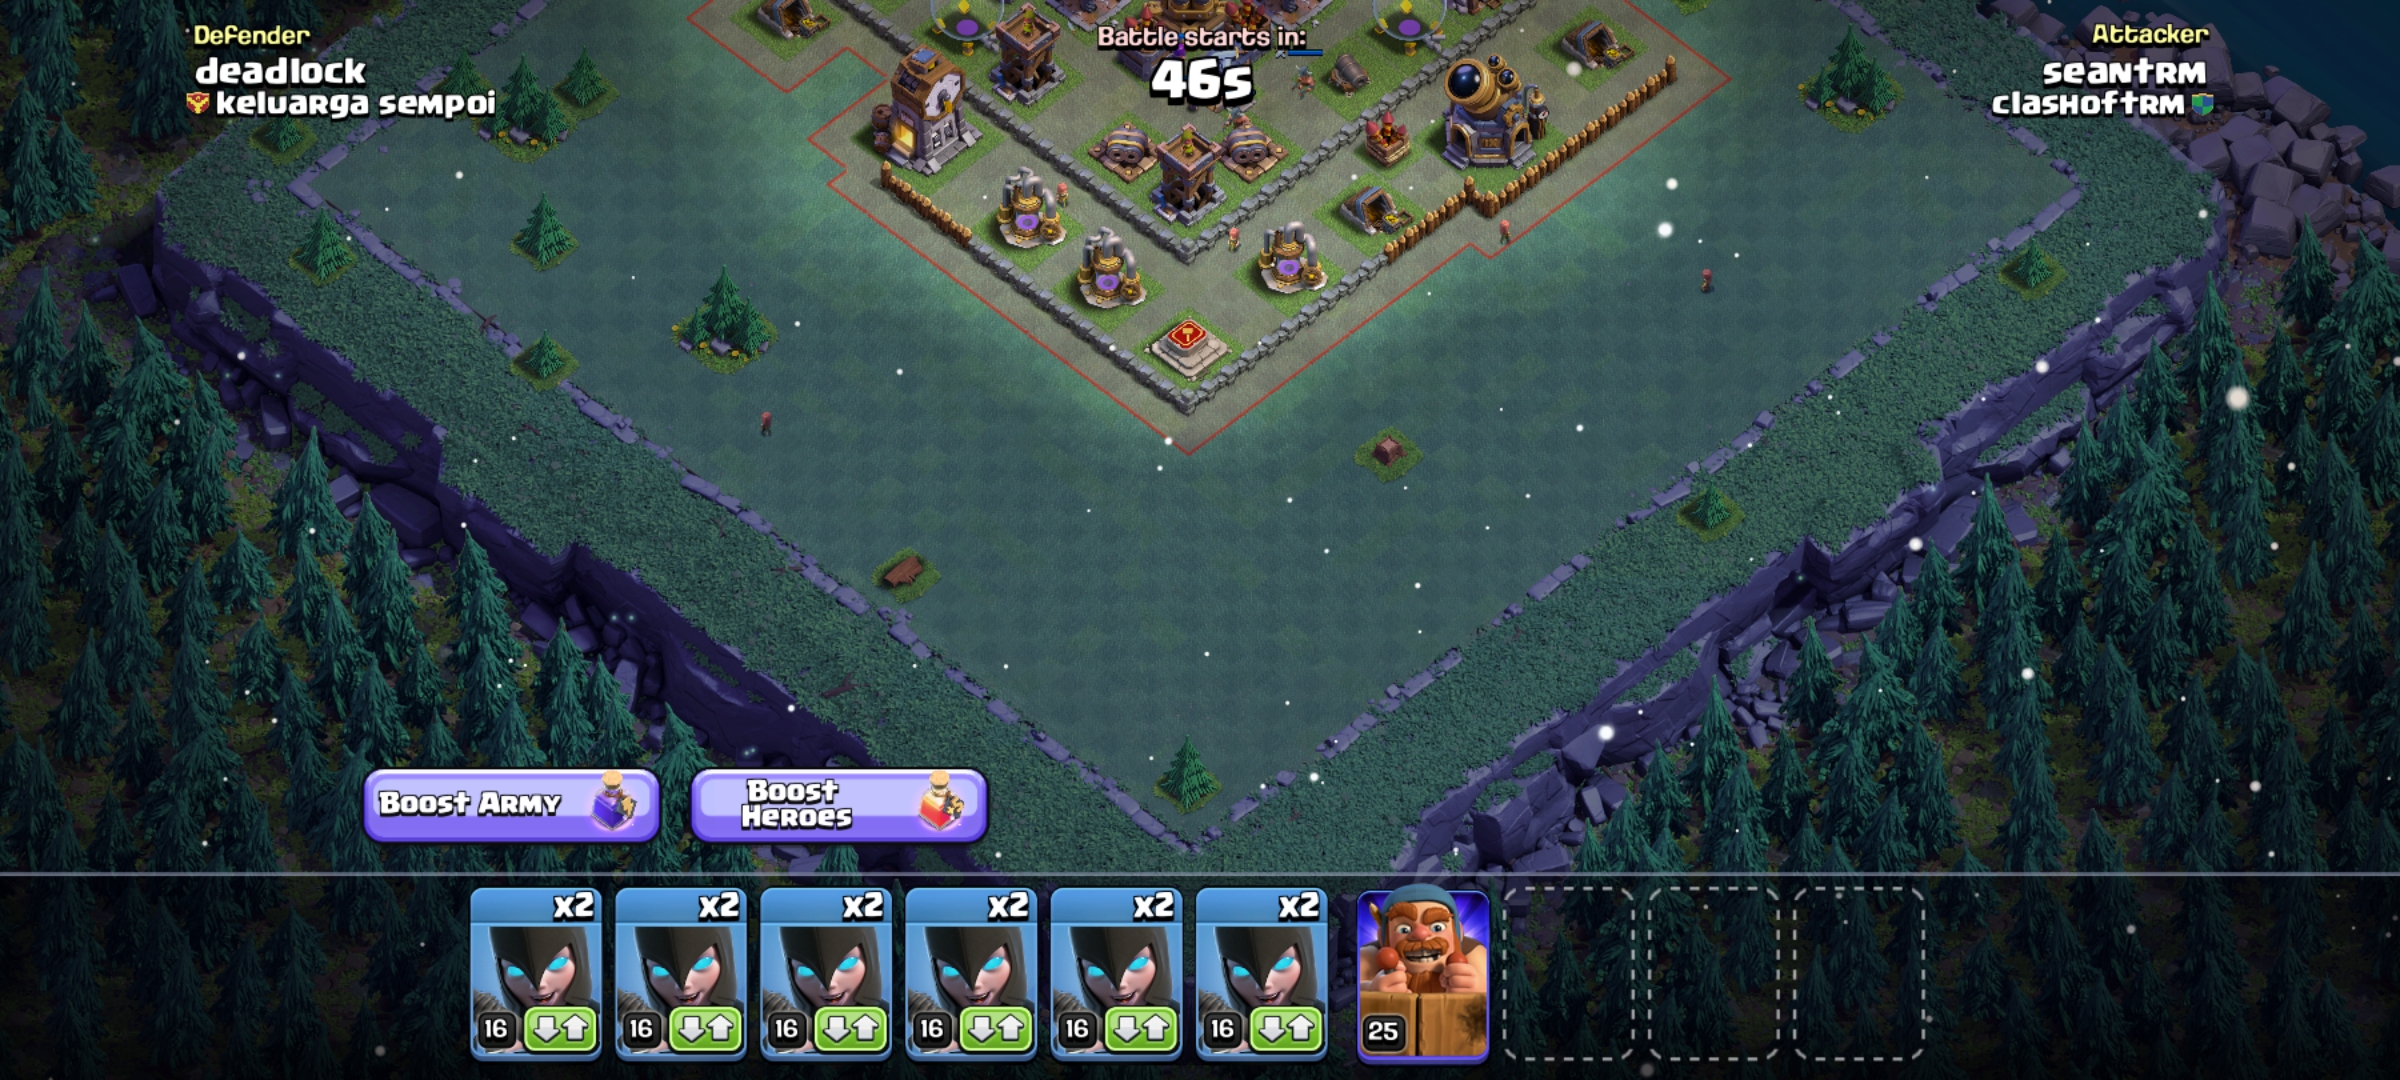 Defender
deadlock
keluarga sempoi
Battle starts in:
46s
Attacker
seantRM
clashoftRM
Boost Army
Boost
Heroes
x2
x2
x2
x2
x2
x2
16
16
16
16
16
16
25